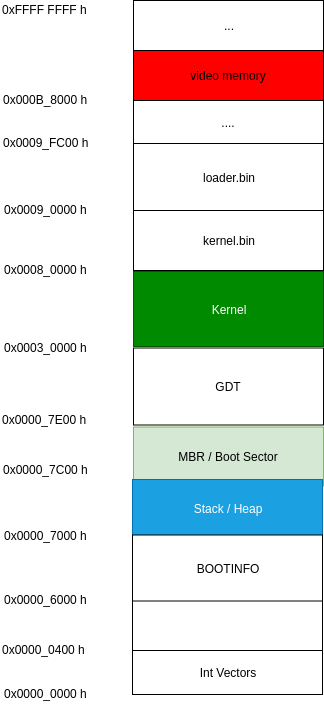 0xFFFF FFFF h
...
video memory
0x000B_8000 h
....
0x0009_FC00 h
loader.bin
0x0009_0000 h
kernel.bin
0x0008_0000 h
Kernel
0x0003_0000 h
GDT
0x0000_7E00 h
MBR / Boot Sector
0x0000_7C00 h
Stack / Heap
0x0000_7000 h
BOOTINFO
0x0000_6000 h
0x0000_0400 h
Int Vectors
0x0000_0000 h